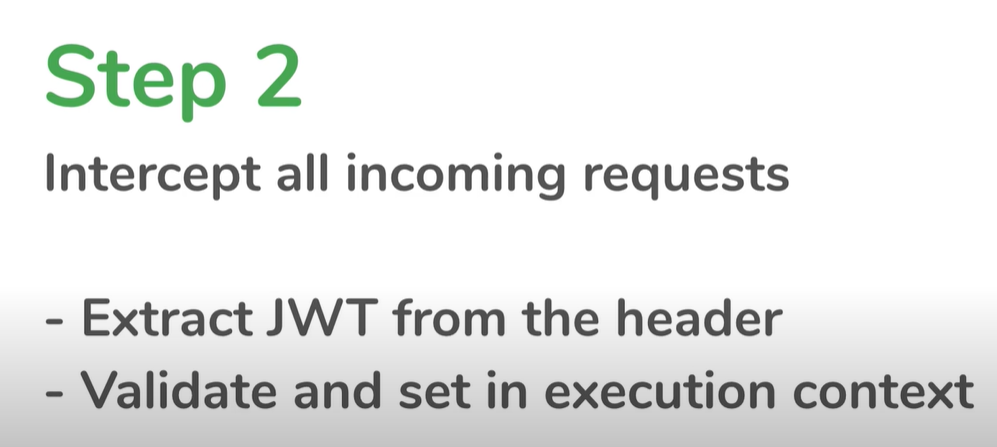 Step 2
Intercept all incoming requests
- Extract JWT from the header
- Validate and set in execution context